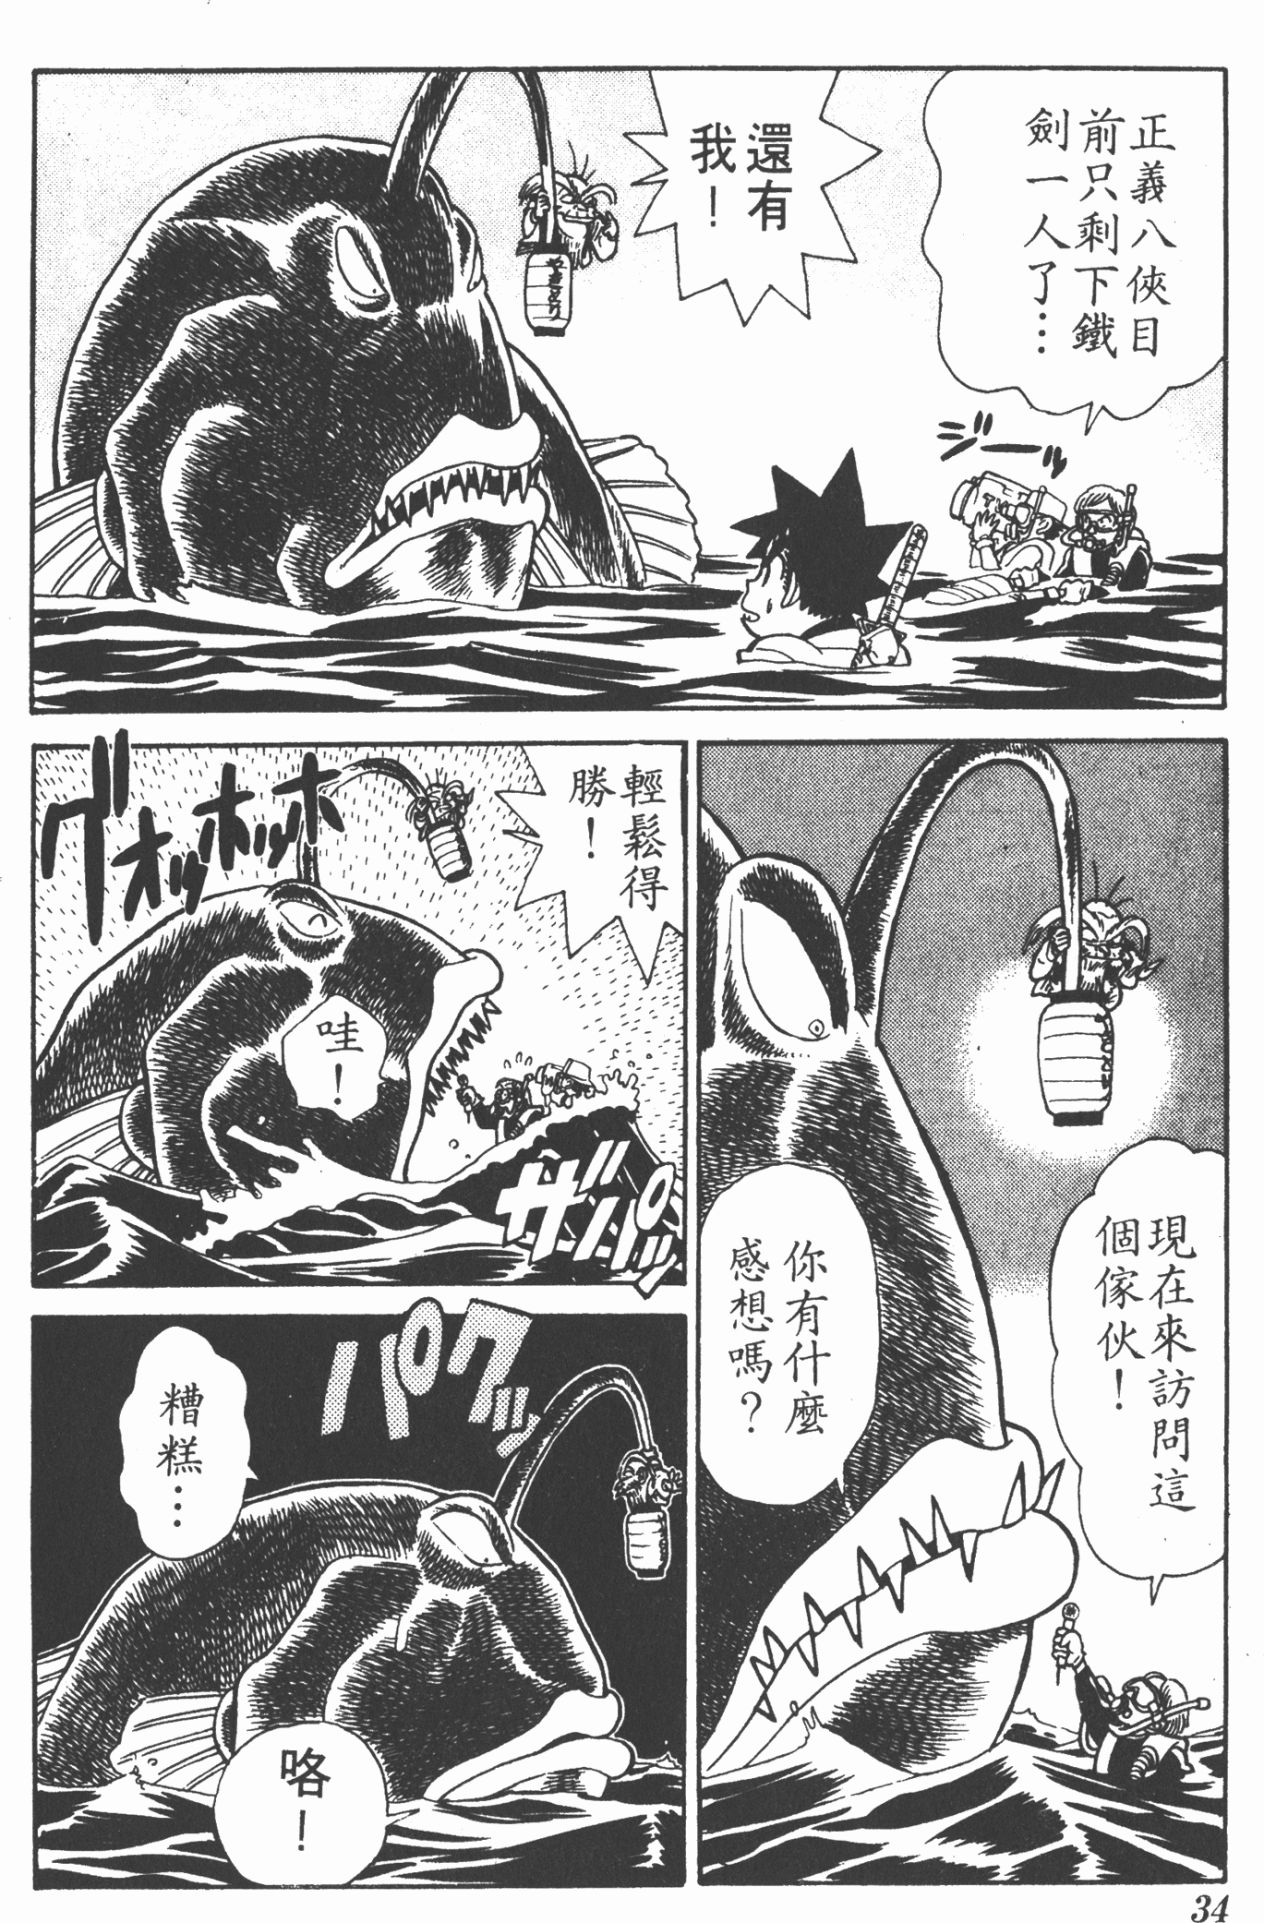 正義八俠目
前只剩下鐵
劍一人了…
還有
我！
ジーッ
現在來訪問這
個傢伙！
你有什麼
感想嗎？
輕鬆得
勝！
グオッホッホ
哇！
ザパパッ
パクッ
糟糕…
咯！
34